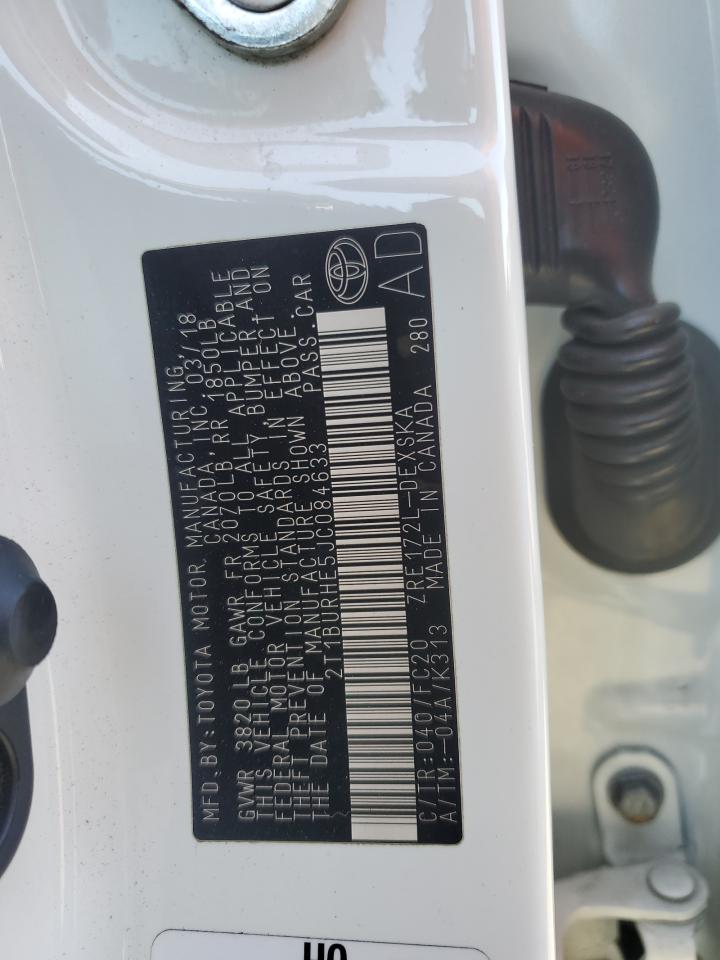 MFD.BY:TOYOTA MOTOR MANUFACTURING,
CANADA,INC.03/18
GVWR 3820LB GAWR FR 2070LB,RR 1850LB
THIS VEHICLE CONFORMS TO ALL APPLICABLE
FEDERAL MOTOR VEHICLE SAFETY,BUMPER,AND
THEFT PREVENTION STANDARDS IN EFFECT ON
THE DATE OF MANUFACTURE SHOWN ABOVE.
2T1BURHE5JC084633 PASS.CAR
C/TR:040/FC20 ZRE172L-DEXSKA
A/TM:-04A/K313 MADE IN CANADA 280
AD